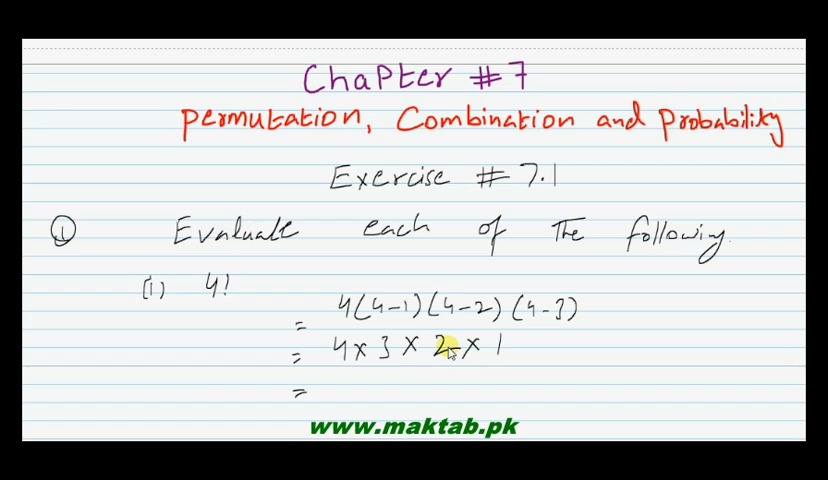 Chapter # 7
Permutation, Combination and Probability
Exercise # 7.1
① Evaluate each of the following.
(i) 4!
= 4(4-1)(4-2)(4-3)
= 4 × 3 × 2 × 1
=
www.maktab.pk